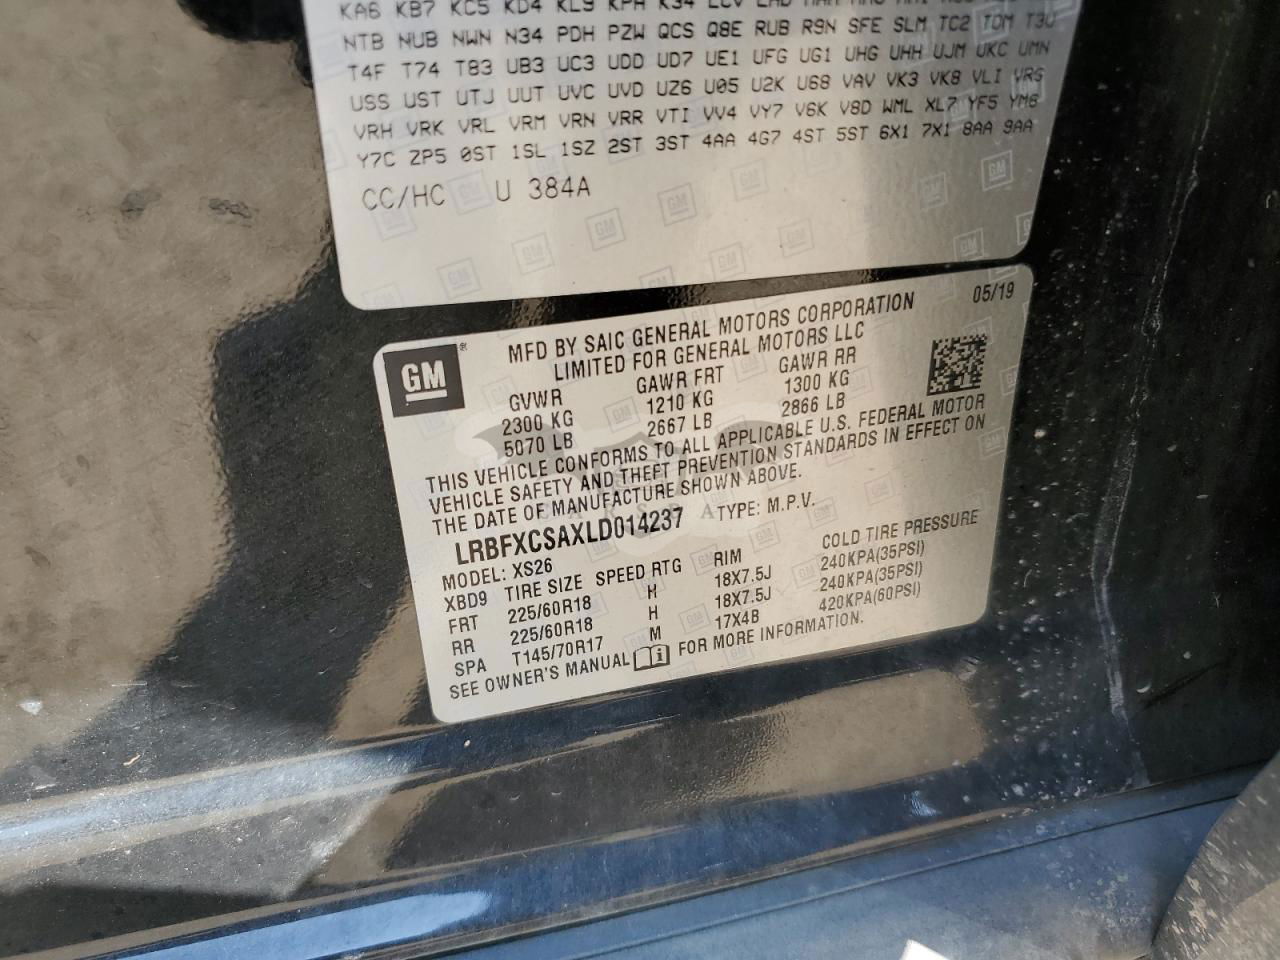 KA6 KB7 KC5 KD4 KL9 KPA K34
NTB NUB NWN N34 PDH PZW QCS Q8E RUB R9N SFE SLM TC2 TDM T3U
T4F T74 T83 UB3 UC3 UDD UD7 UE1 UFG UG1 UHG UHH UJM UKC UMN
USS UST UTJ UUT UVC UVD UZ6 U05 U2K U68 VAV VK3 VK8 VLI VRG
VRH VRK VRL VRM VRN VRR VTI VV4 VY7 V6K V8D WML XL7 YF5 YM6
Y7C ZP5 0ST 1SL 1SZ 2ST 3ST 4AA 4G7 4ST 5ST 6X1 7X1 8AA 9AA
CC/HC U 384A
05/19
GM ®
MFD BY SAIC GENERAL MOTORS CORPORATION
LIMITED FOR GENERAL MOTORS LLC
GVWR GAWR FRT GAWR RR
2300 KG 1210 KG 1300 KG
5070 LB 2667 LB 2866 LB
THIS VEHICLE CONFORMS TO ALL APPLICABLE U.S. FEDERAL MOTOR
VEHICLE SAFETY AND THEFT PREVENTION STANDARDS IN EFFECT ON
THE DATE OF MANUFACTURE SHOWN ABOVE.
LRBFXCSAXLD014237 TYPE: M.P.V.
MODEL: XS26
XBD9 TIRE SIZE SPEED RTG RIM COLD TIRE PRESSURE
FRT 225/60R18 H 18X7.5J 240KPA(35PSI)
RR 225/60R18 H 18X7.5J 240KPA(35PSI)
SPA T145/70R17 M 17X4B 420KPA(60PSI)
SEE OWNER'S MANUAL FOR MORE INFORMATION.